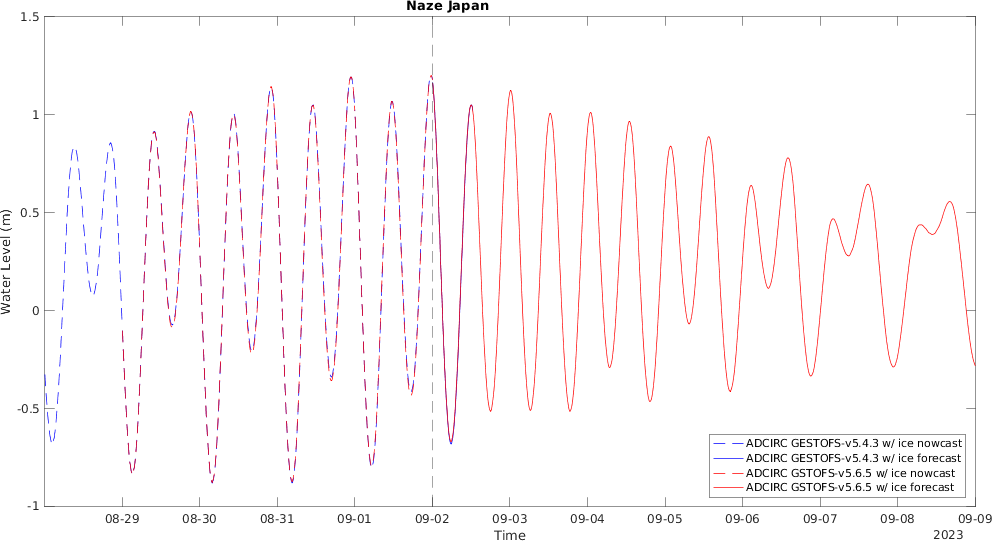 Naze Japan
1.5
1
0.5
0
-0.5
-1
Water Level (m)
08-29 08-30 08-31 09-01 09-02 09-03 09-04 09-05 09-06 09-07 09-08 09-09
Time
2023
ADCIRC GESTOFS-v5.4.3 w/ ice nowcast
ADCIRC GESTOFS-v5.4.3 w/ ice forecast
ADCIRC GSTOFS-v5.6.5 w/ ice nowcast
ADCIRC GSTOFS-v5.6.5 w/ ice forecast